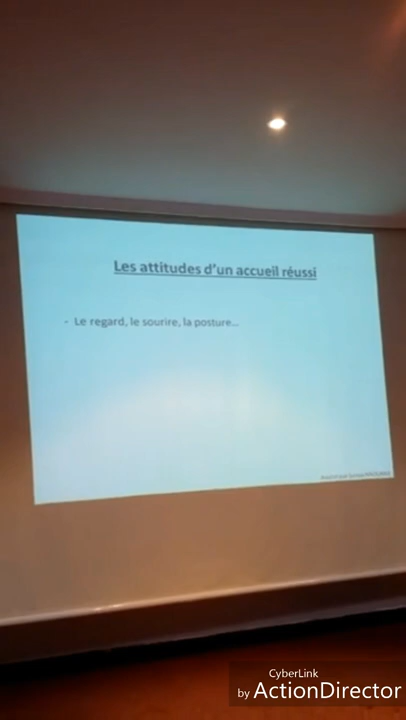 Les attitudes d'un accueil réussi
- Le regard, le sourire, la posture...
CyberLink
by ActionDirector